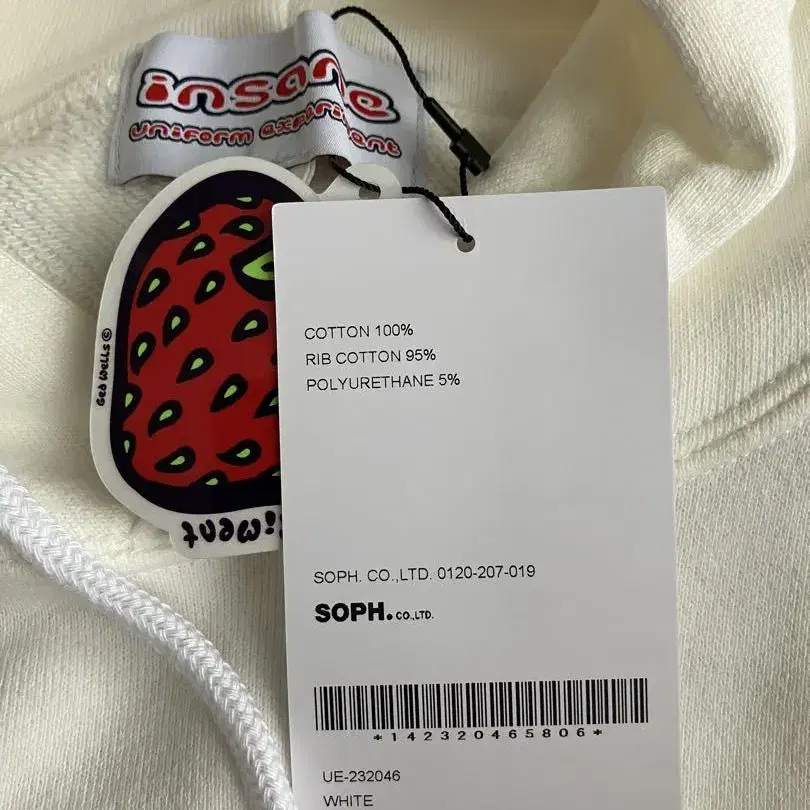 insane
uniform experiment
Ged Wells ©
COTTON 100%
RIB COTTON 95%
POLYURETHANE 5%
SOPH. CO.,LTD. 0120-207-019
SOPH. CO.,LTD.
*142320465806*
UE-232046
WHITE